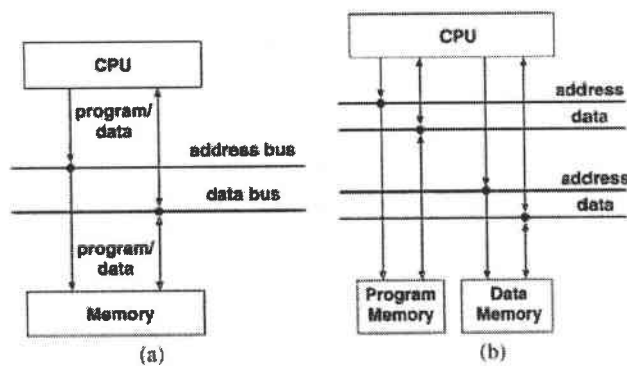 CPU
program/
data
address bus
data bus
program/
data
Memory
(a)
CPU
address
data
address
data
Program
Memory
Data
Memory
(b)